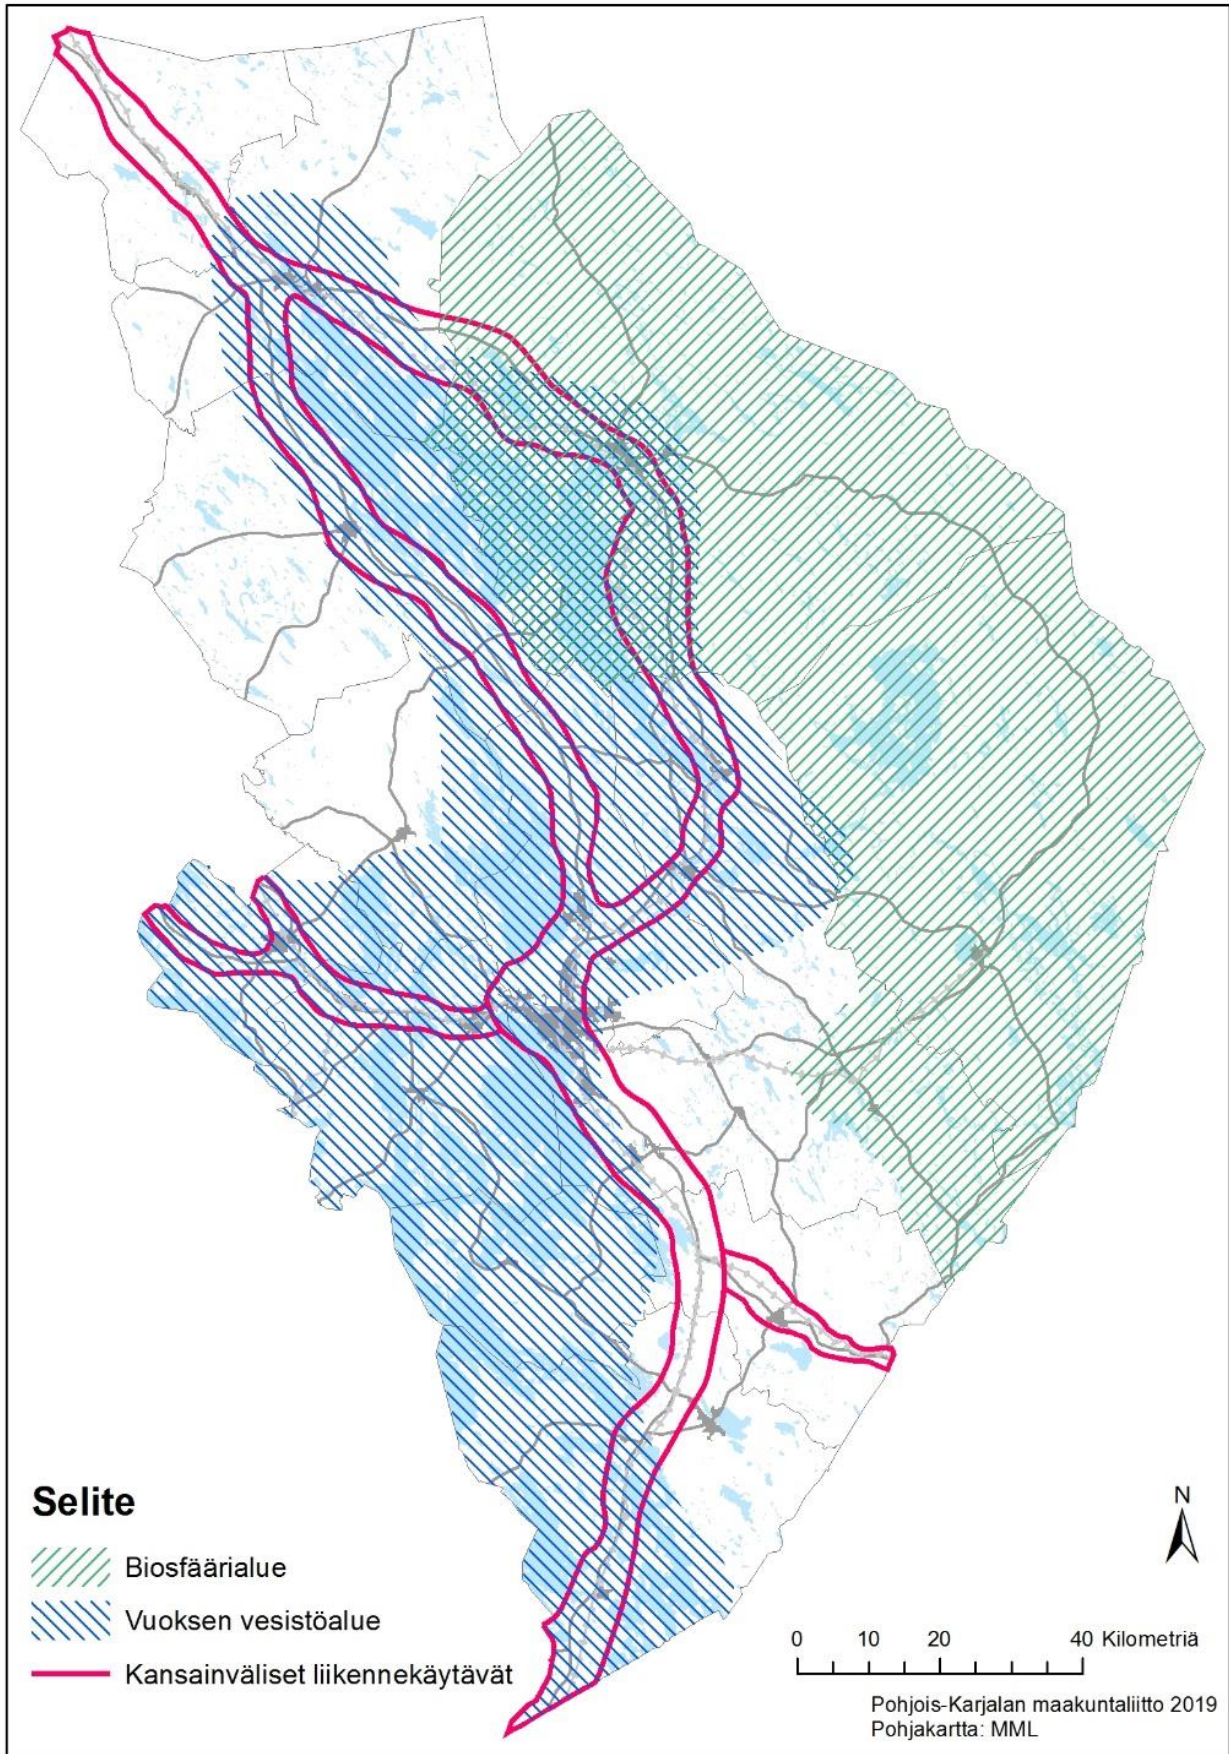 Selite
Biosfäärialue
Vuoksen vesistöalue
Kansainväliset liikennekäytävät
N
0 10 20 40 Kilometriä
Pohjois-Karjalan maakuntaliitto 2019
Pohjakartta: MML